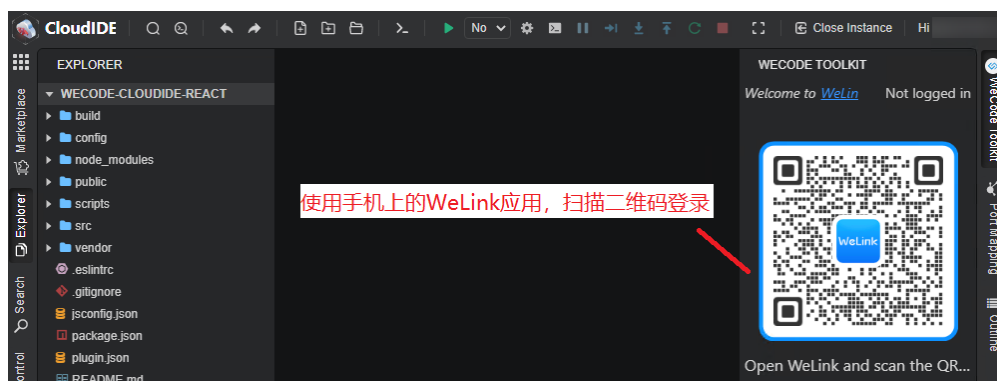 CloudIDE
No
Close Instance
Hi
EXPLORER
WECODE-CLOUDIDE-REACT
build
config
node_modules
public
scripts
src
vendor
.eslintrc
.gitignore
jsconfig.json
package.json
plugin.json
README.md
Marketplace
Explorer
Search
使用手机上的WeLink应用，扫描二维码登录
WECODE TOOLKIT
Welcome to WeLin
Not logged in
WeLink
Open WeLink and scan the QR...
WeCode Toolkit
Port Mapping
Outline